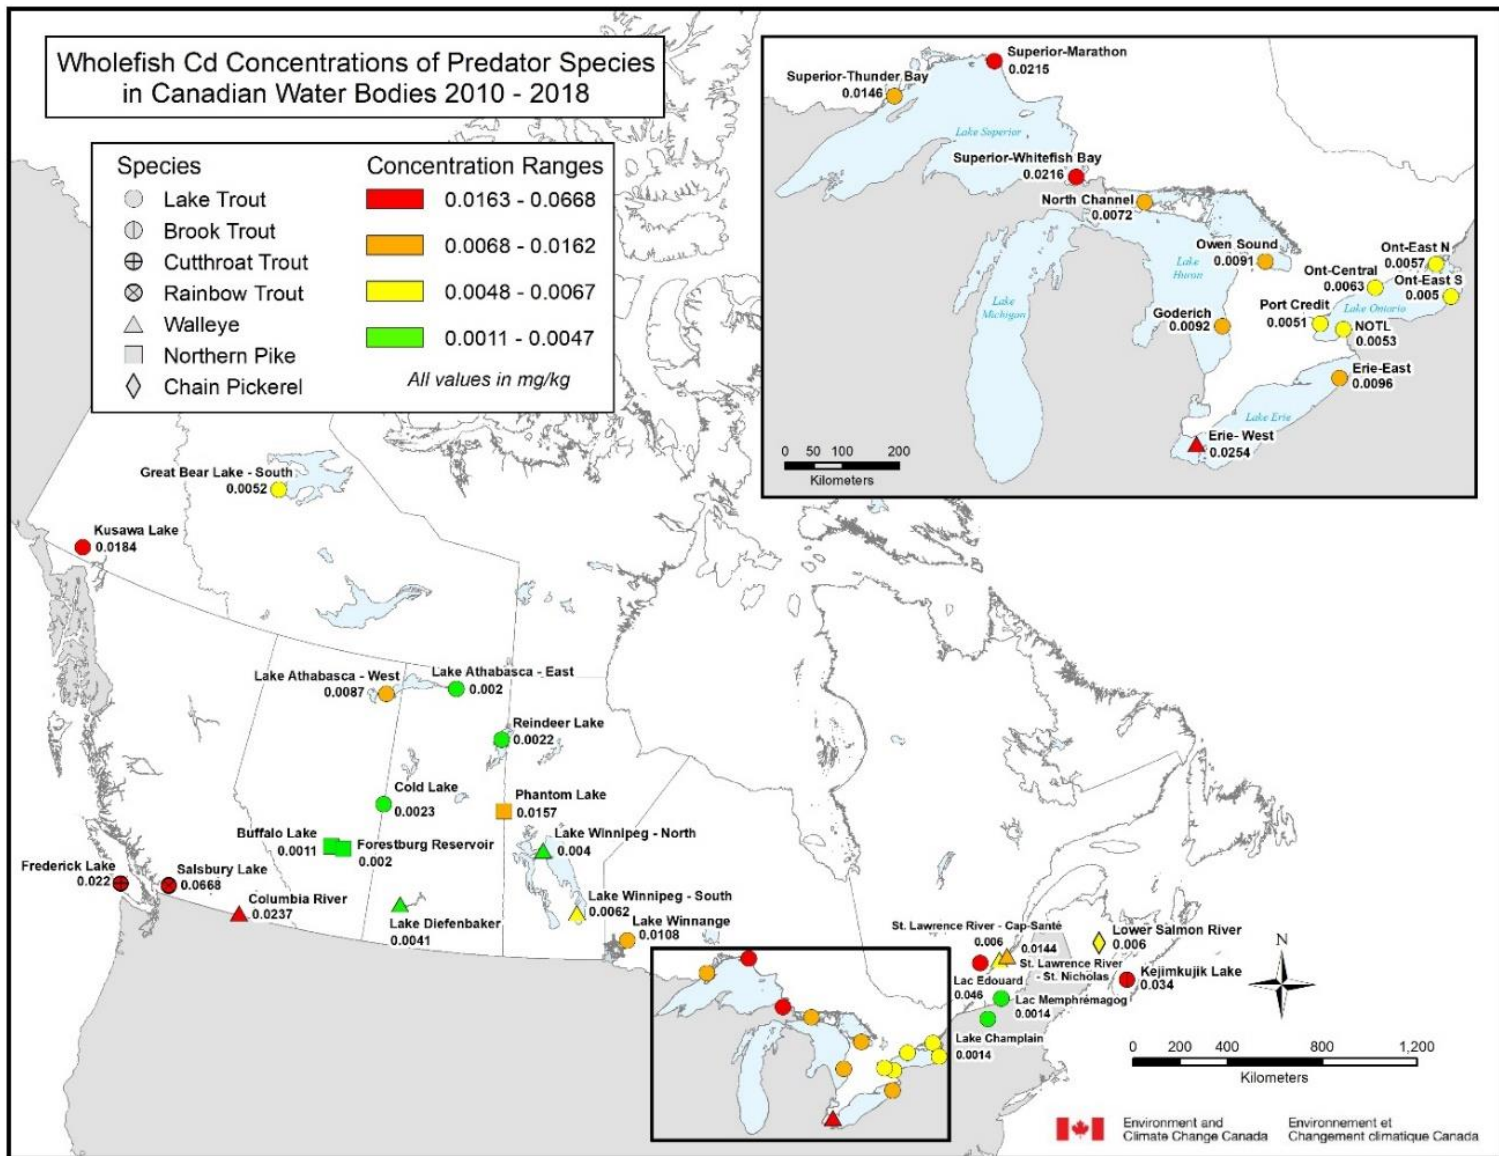 Wholefish Cd Concentrations of Predator Species
in Canadian Water Bodies 2010 - 2018
Species
Lake Trout
Brook Trout
Cutthroat Trout
Rainbow Trout
Walleye
Northern Pike
Chain Pickerel
Concentration Ranges
0.0163 - 0.0668
0.0068 - 0.0162
0.0048 - 0.0067
0.0011 - 0.0047
All values in mg/kg
Superior-Marathon
0.0215
Superior-Thunder Bay
0.0146
Lake Superior
Superior-Whitefish Bay
0.0216
North Channel
0.0072
Owen Sound
0.0091
Lake
Huron
Lake
Michigan
Goderich
0.0092
Ont-East N
0.0057
Ont-Central
0.0063
Ont-East S
0.005
Port Credit
0.0051
Lake Ontario
NOTL
0.0053
Erie-East
0.0096
Lake Erie
Erie- West
0.0254
0 50 100 200
Kilometers
Great Bear Lake - South
0.0052
Kusawa Lake
0.0184
Lake Athabasca - West
0.0087
Lake Athabasca - East
0.002
Reindeer Lake
0.0022
Cold Lake
0.0023
Phantom Lake
0.0157
Buffalo Lake
0.0011
Forestburg Reservoir
0.002
Lake Winnipeg - North
0.004
Frederick Lake
0.022
Salsbury Lake
0.0668
Columbia River
0.0237
Lake Diefenbaker
0.0041
Lake Winnipeg - South
0.0062
Lake Winnange
0.0108
St. Lawrence River - Cap-Santé
0.006
0.0144
St. Lawrence River
- St. Nicholas
Lac Edouard
0.046
Lac Memphrémagog
0.0014
Lake Champlain
0.0014
Lower Salmon River
0.006
Kejimkujik Lake
0.034
N
0 200 400 800 1,200
Kilometers
Environment and
Climate Change Canada
Environnement et
Changement climatique Canada